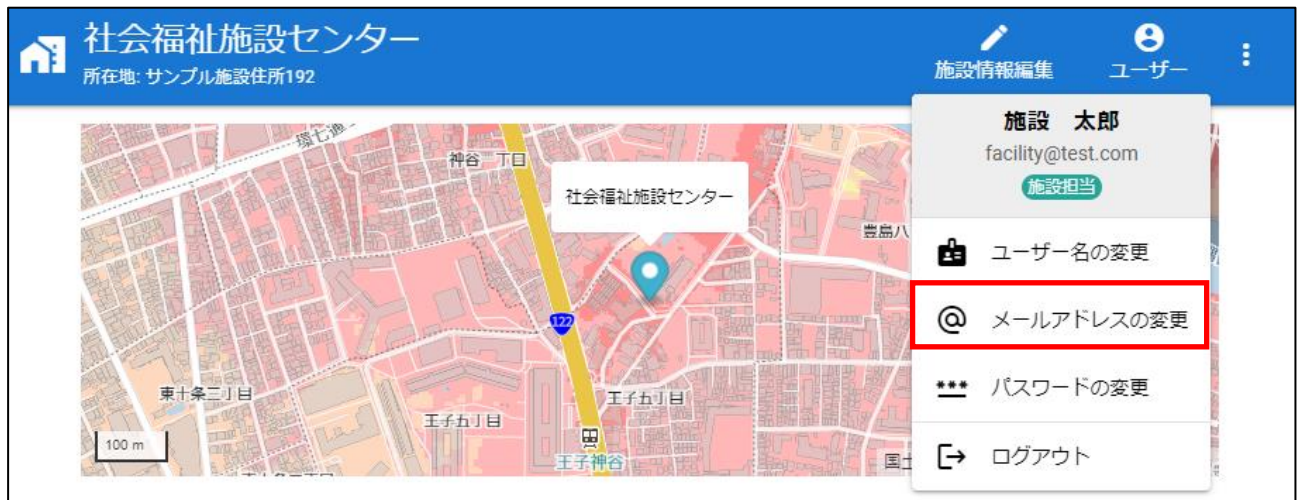 社会福祉施設センター
所在地: サンプル施設住所192
施設情報編集
ユーザー
施設 太郎
facility@test.com
施設担当
ユーザー名の変更
メールアドレスの変更
パスワードの変更
ログアウト
環七通
神谷一丁目
社会福祉施設センター
豊島八
122
東十条三丁目
王子五丁目
王子五丁目
王子神谷
100 m